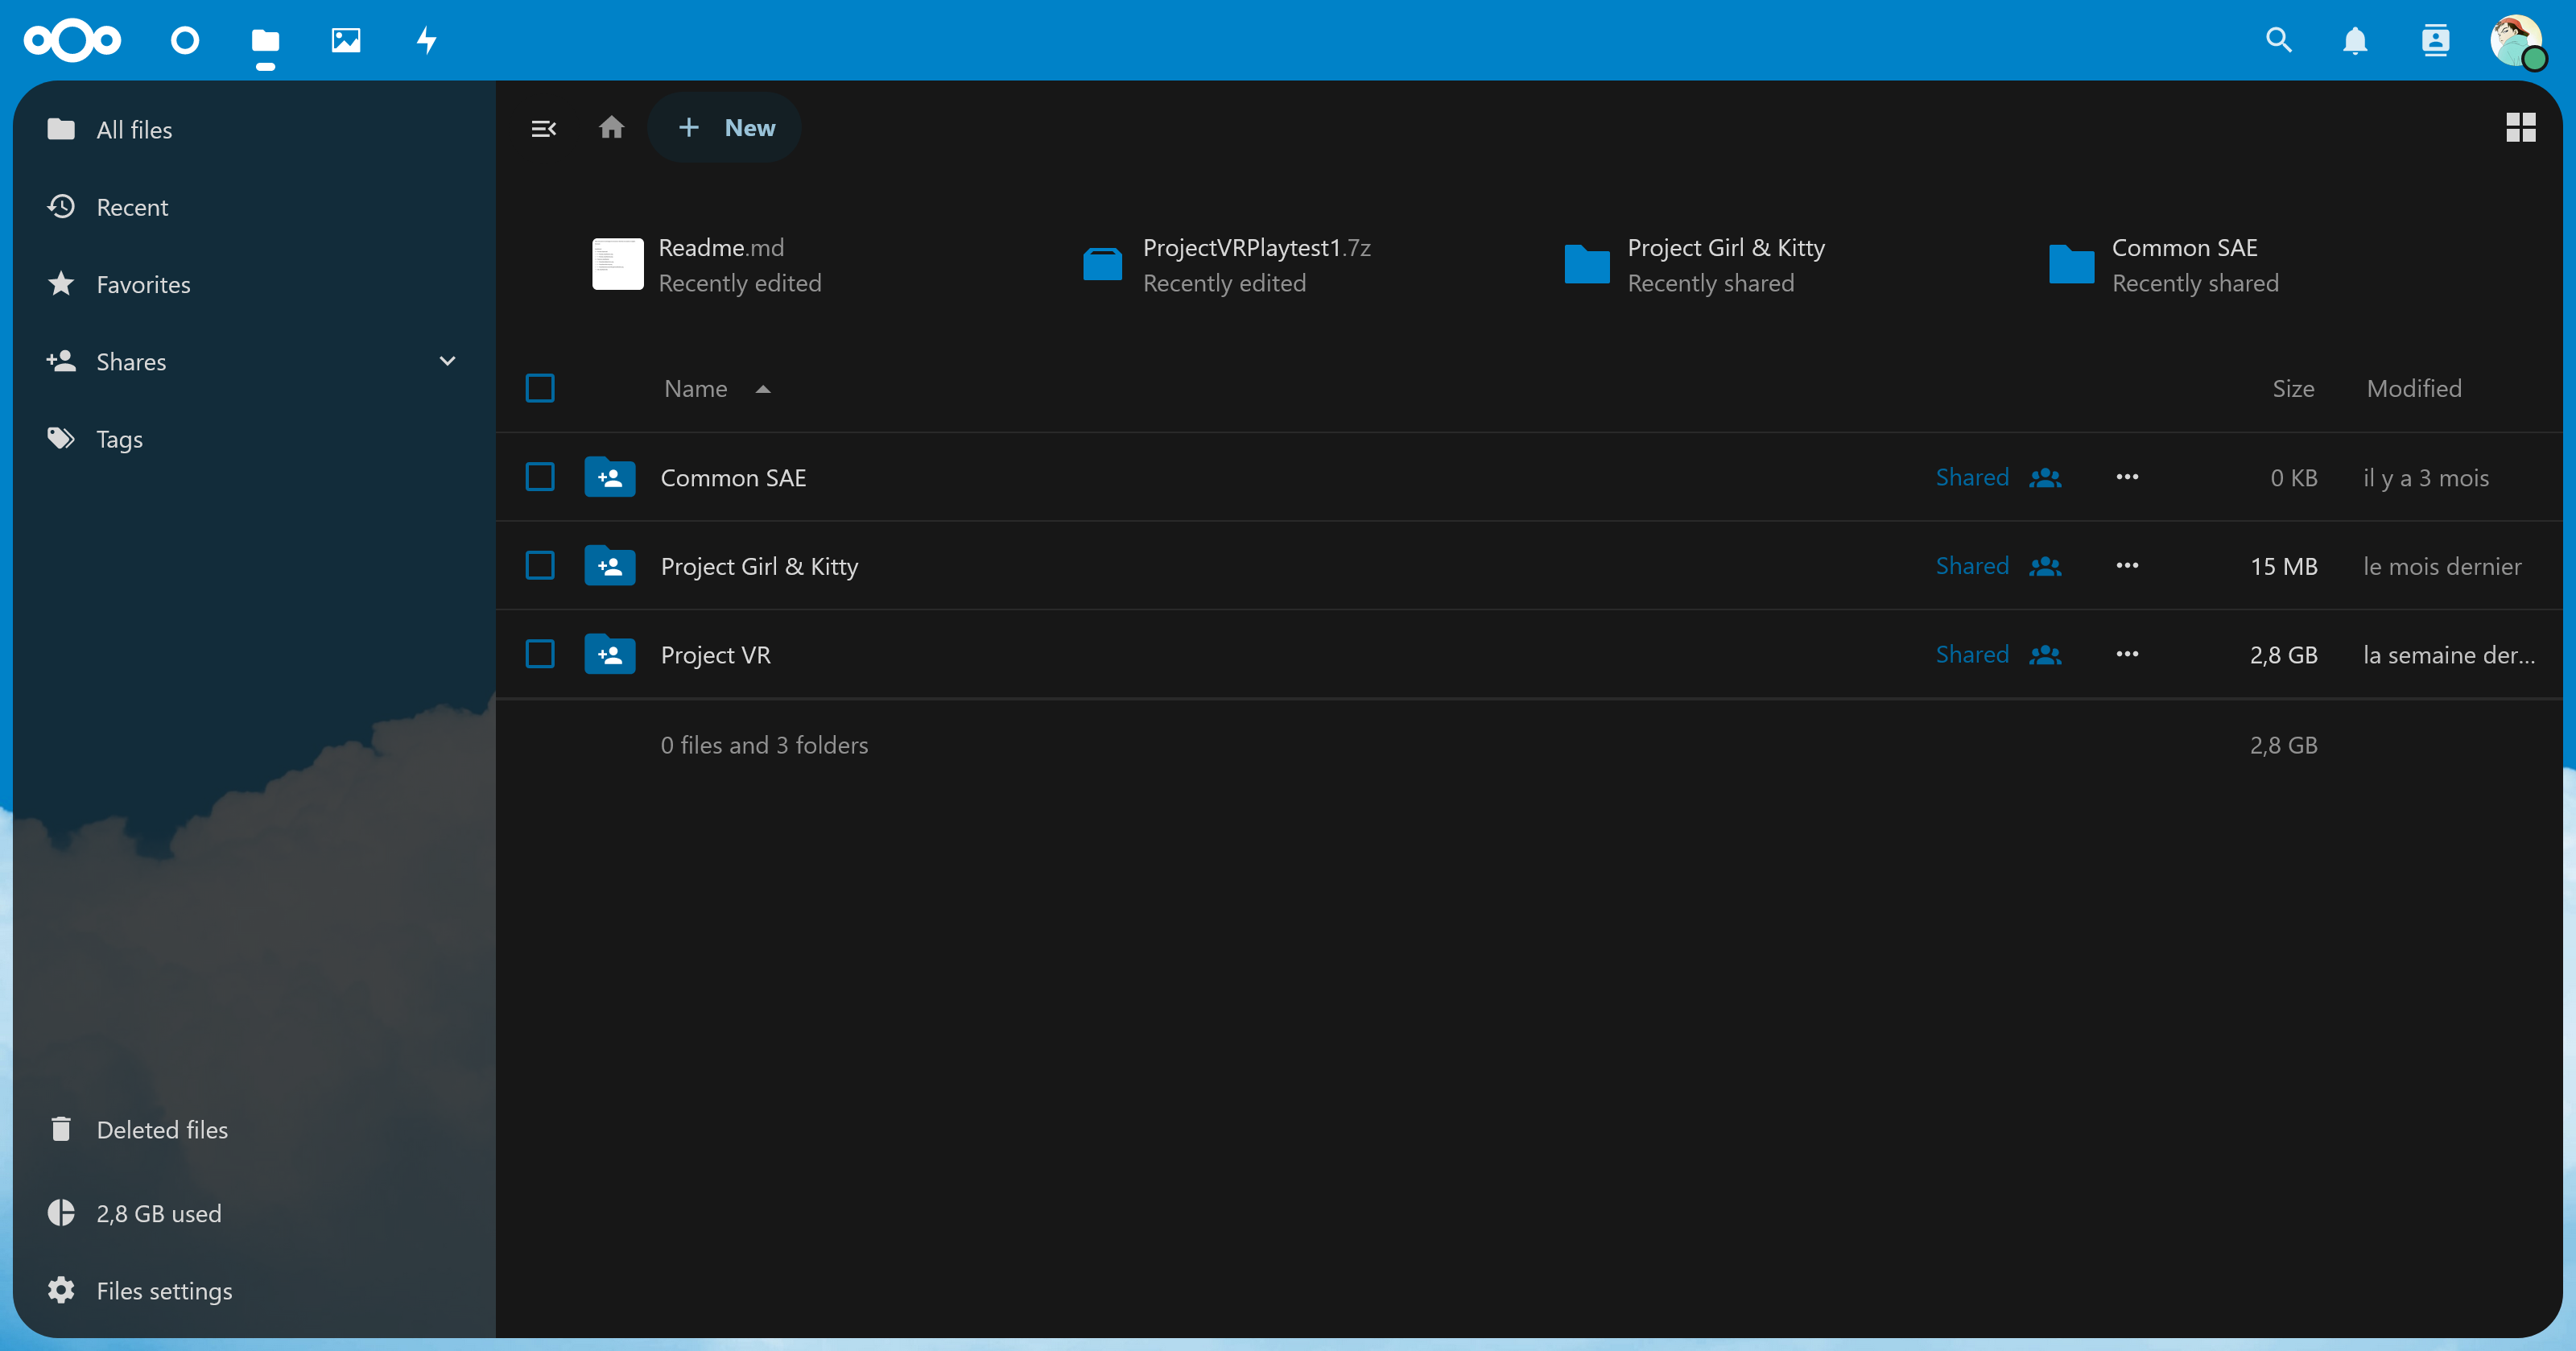 All files
Recent
Favorites
Shares
Tags
Deleted files
2,8 GB used
Files settings
New
Readme.md
Recently edited
ProjectVRPlaytest1.7z
Recently edited
Project Girl & Kitty
Recently shared
Common SAE
Recently shared
Name Size Modified
Common SAE Shared 0 KB il y a 3 mois
Project Girl & Kitty Shared 15 MB le mois dernier
Project VR Shared 2,8 GB la semaine der...
0 files and 3 folders 2,8 GB